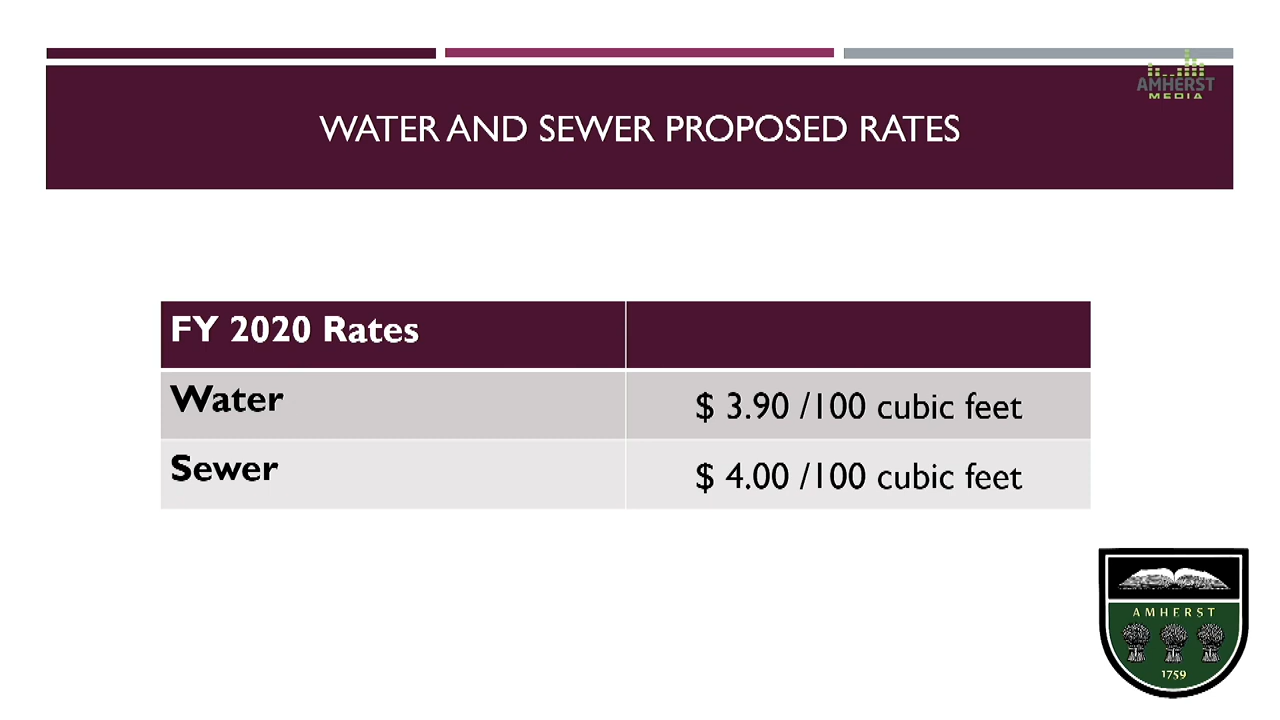 AMHERST
MEDIA
WATER AND SEWER PROPOSED RATES
FY 2020 Rates
Water
$ 3.90 /100 cubic feet
Sewer
$ 4.00 /100 cubic feet
AMHERST
1759